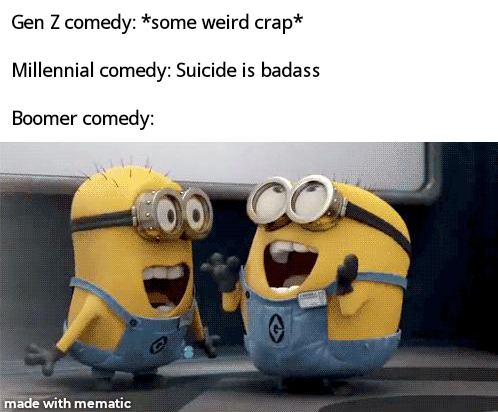 Gen Z comedy: *some weird crap*
Millennial comedy: Suicide is badass
Boomer comedy:
made with mematic